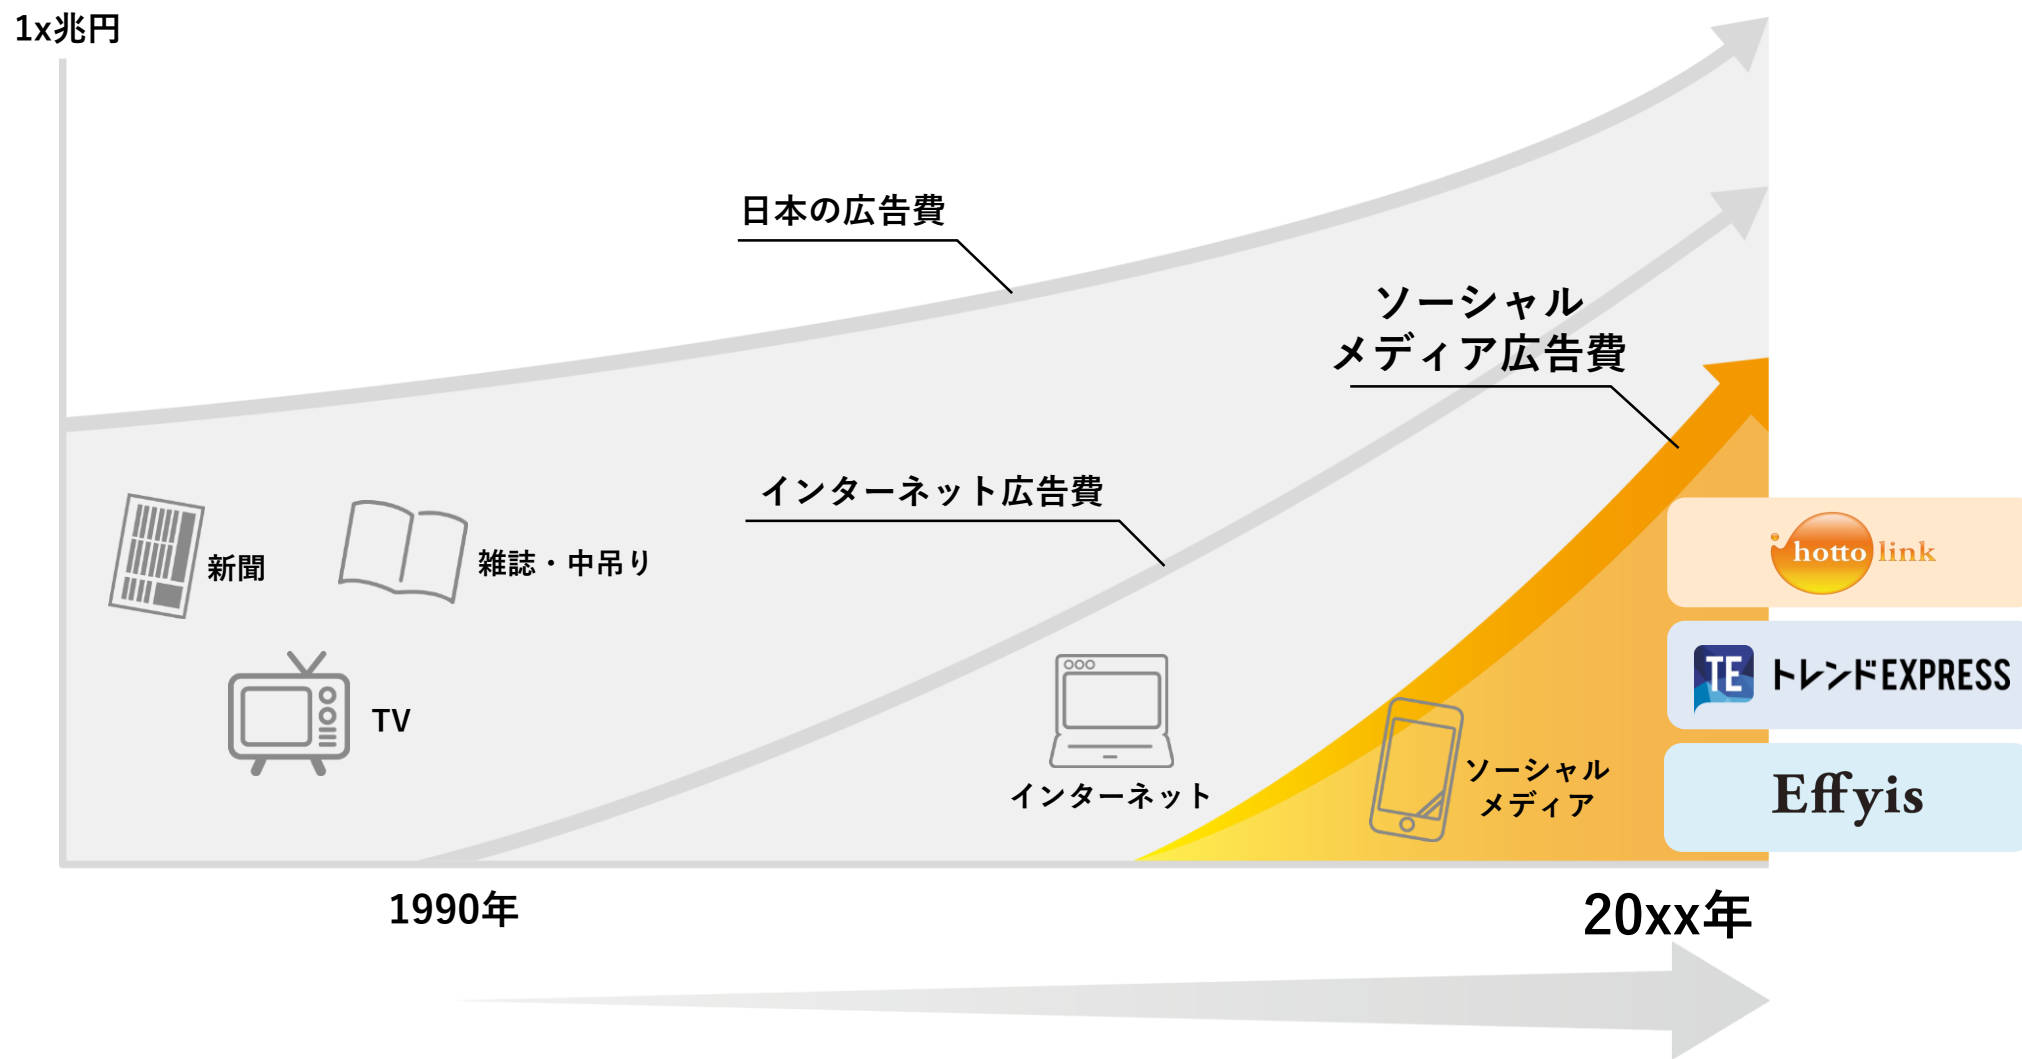 1x兆円
日本の広告費
ソーシャル
メディア広告費
インターネット広告費
新聞
雑誌・中吊り
TV
インターネット
ソーシャル
メディア
hotto link
TE トレンドEXPRESS
Effyis
1990年
20xx年